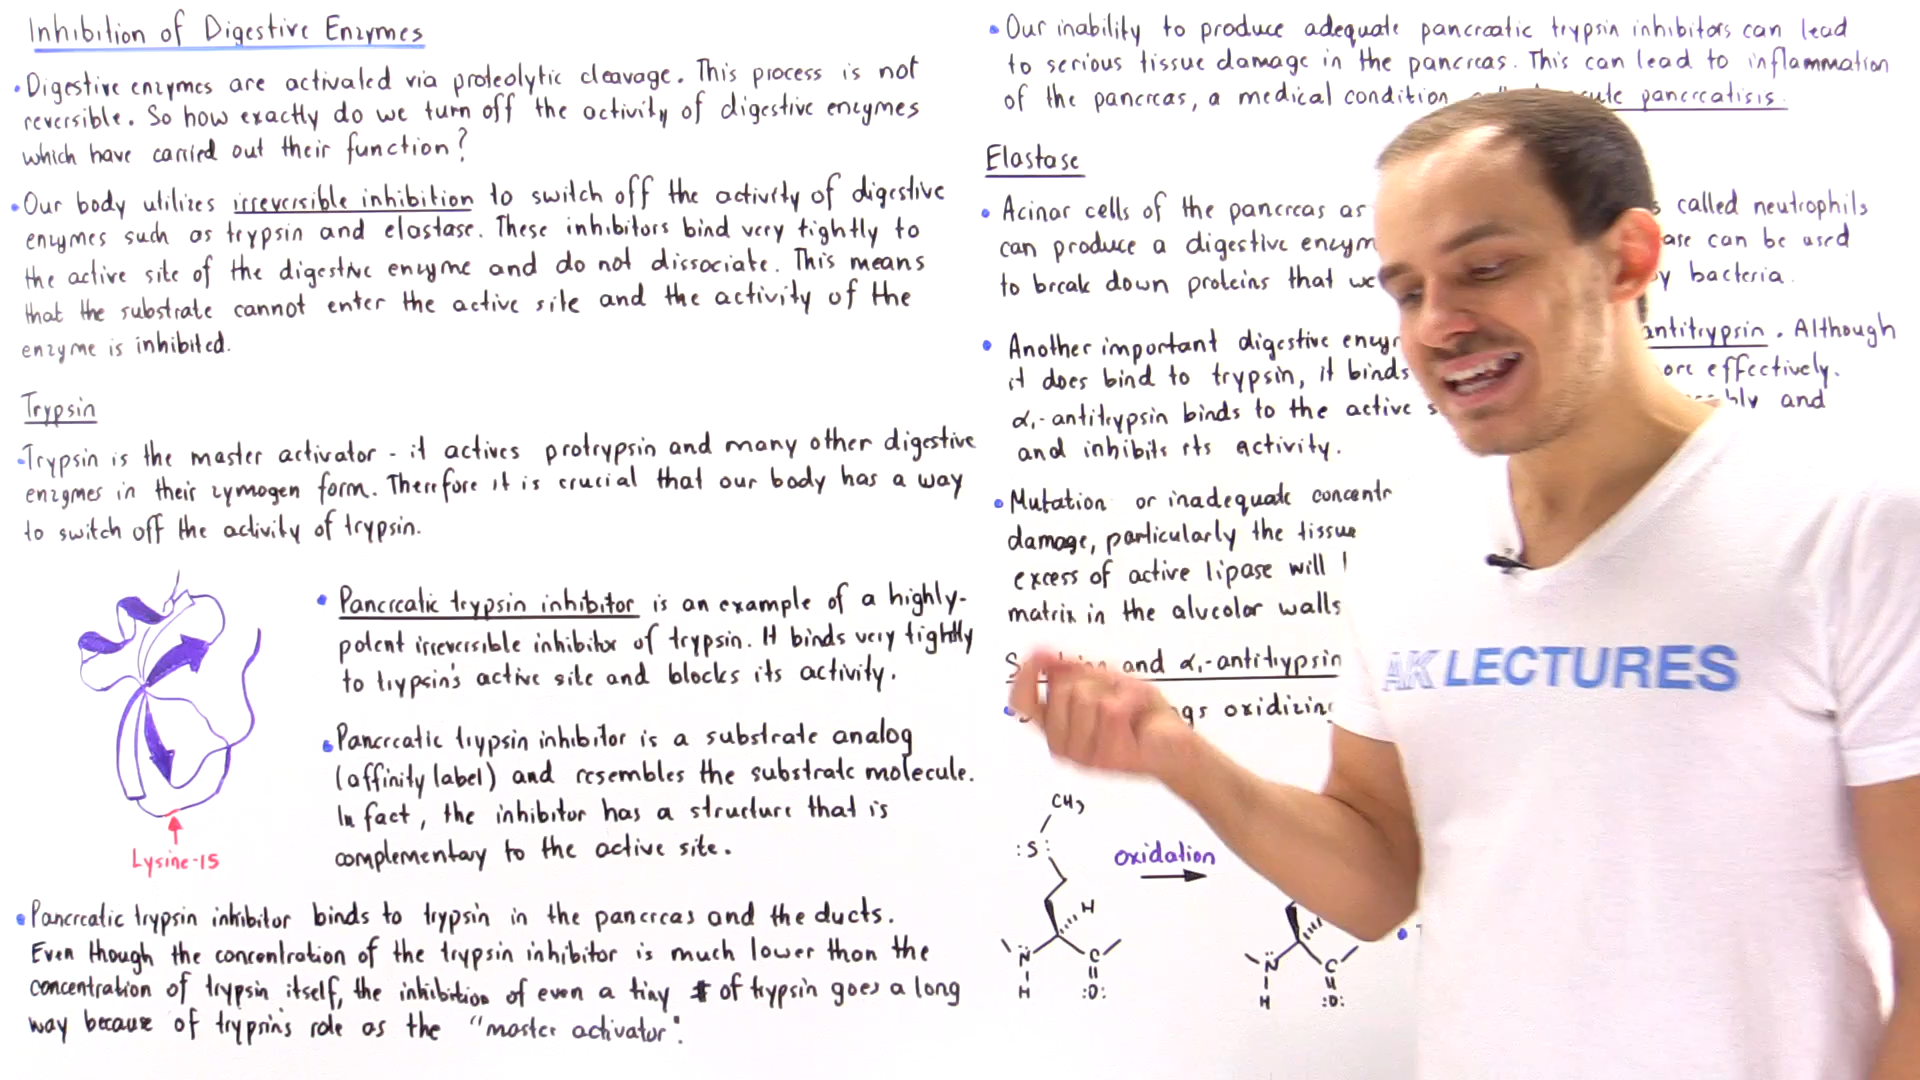 Inhibition of Digestive Enzymes
• Digestive enzymes are activated via proteolytic cleavage. This process is not
reversible. So how exactly do we turn off the activity of digestive enzymes
which have carried out their function?
• Our body utilizes irreversible inhibition to switch off the activity of digestive
enzymes such as trypsin and elastase. These inhibitors bind very tightly to
the active site of the digestive enzyme and do not dissociate. This means
that the substrate cannot enter the active site and the activity of the
enzyme is inhibited.
Trypsin
• Trypsin is the master activator - it actives protrypsin and many other digestive
enzymes in their zymogen form. Therefore it is crucial that our body has a way
to switch off the activity of trypsin.
Lysine-15
• Pancreatic trypsin inhibitor is an example of a highly-
potent irreversible inhibitor of trypsin. It binds very tightly
to trypsin's active site and blocks its activity.
• Pancreatic trypsin inhibitor is a substrate analog
(affinity label) and resembles the substrate molecule.
In fact, the inhibitor has a structure that is
complementary to the active site.
• Pancreatic trypsin inhibitor binds to trypsin in the pancreas and the ducts.
Even though the concentration of the trypsin inhibitor is much lower than the
concentration of trypsin itself, the inhibition of even a tiny # of trypsin goes a long
way because of trypsin's role as the "master activator".
• Our inability to produce adequate pancreatic trypsin inhibitors can lead
to serious tissue damage in the pancreas. This can lead to inflammation
of the pancreas, a medical condition pancreatisis.
Elastase
• Acinar cells of the pancreas as called neutrophils
can produce a digestive can be used
to break down proteins that bacteria.
• Another important digestive antitrypsin. Although
it does bind to trypsin, it binds effectively.
α₁-antitrypsin binds to the active and
and inhibits its activity.
• Mutation or inadequate
damage, particularly the tissue
excess of active lipase will
matrix in the alveolar walls
and α₁-antitrypsin
oxidizing
CH₃
:S:
oxidation
H
N C
H :O:
N C
H :O:
AK LECTURES